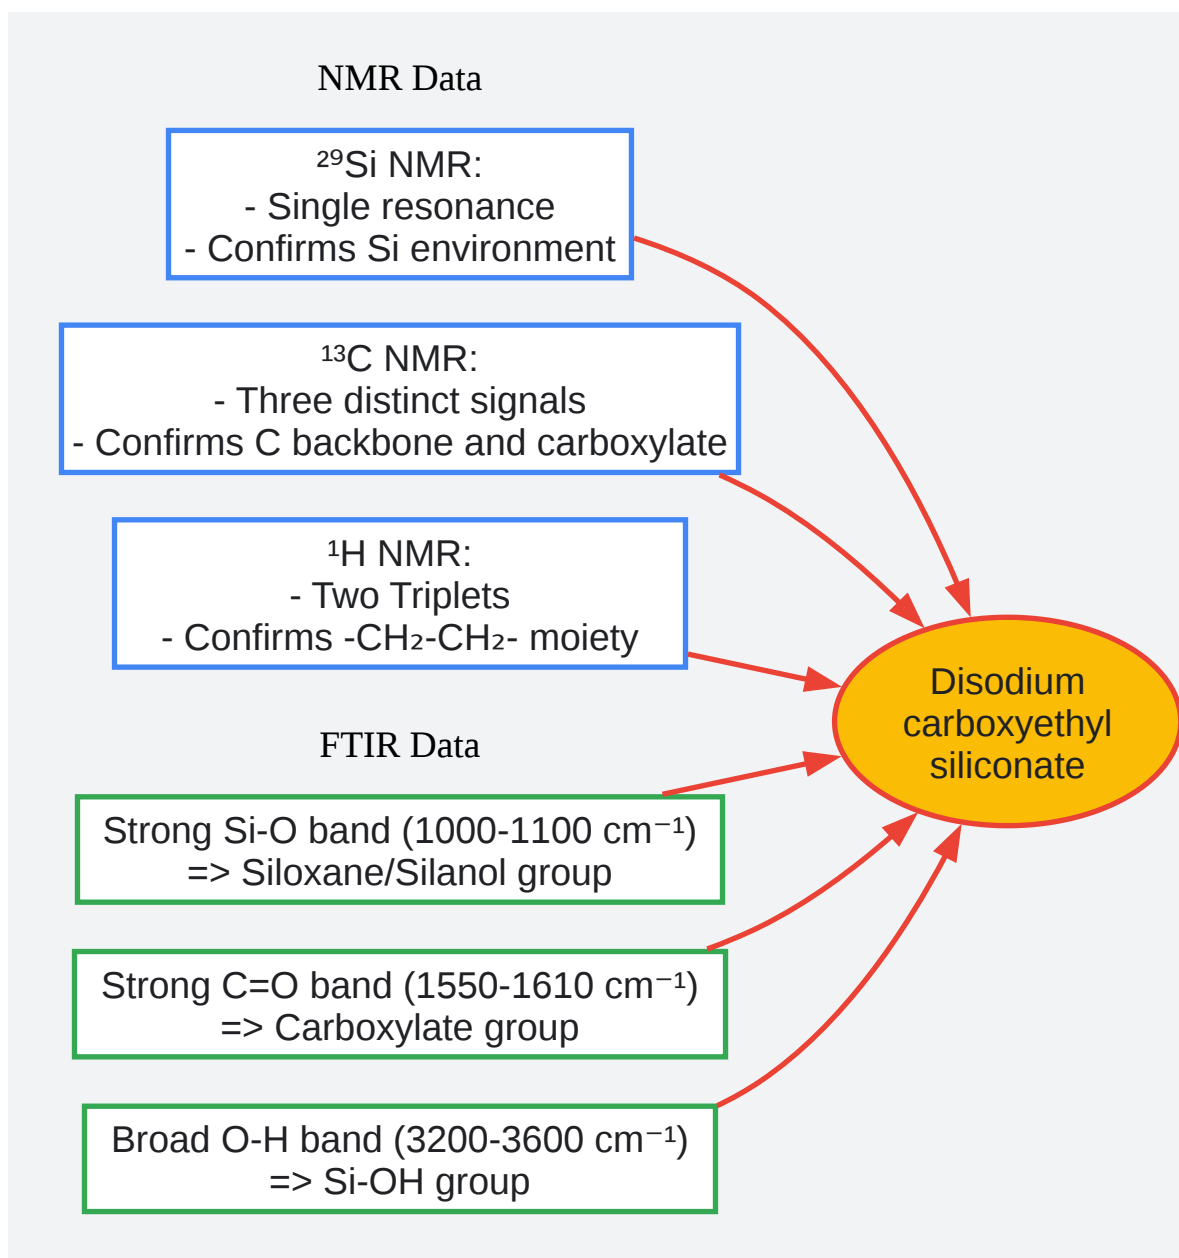 NMR Data
²⁹Si NMR:
- Single resonance
- Confirms Si environment
¹³C NMR:
- Three distinct signals
- Confirms C backbone and carboxylate
¹H NMR:
- Two Triplets
- Confirms -CH₂-CH₂- moiety
Disodium
carboxyethyl
siliconate
FTIR Data
Strong Si-O band (1000-1100 cm⁻¹)
=> Siloxane/Silanol group
Strong C=O band (1550-1610 cm⁻¹)
=> Carboxylate group
Broad O-H band (3200-3600 cm⁻¹)
=> Si-OH group